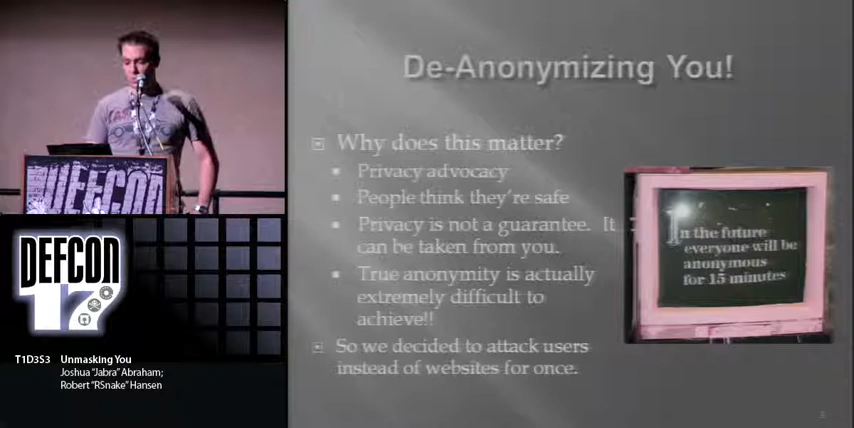 De-Anonymizing You!
Why does this matter?
Privacy advocacy
People think they're safe
Privacy is not a guarantee. It
can be taken from you.
True anonymity is actually
extremely difficult to
achieve!!
So we decided to attack users
instead of websites for once.
In the future
everyone will be
anonymous
for 15 minutes
DEFCON
DEFCON
17
T1D3S3 Unmasking You
Joshua "Jabra" Abraham;
Robert "RSnake" Hansen